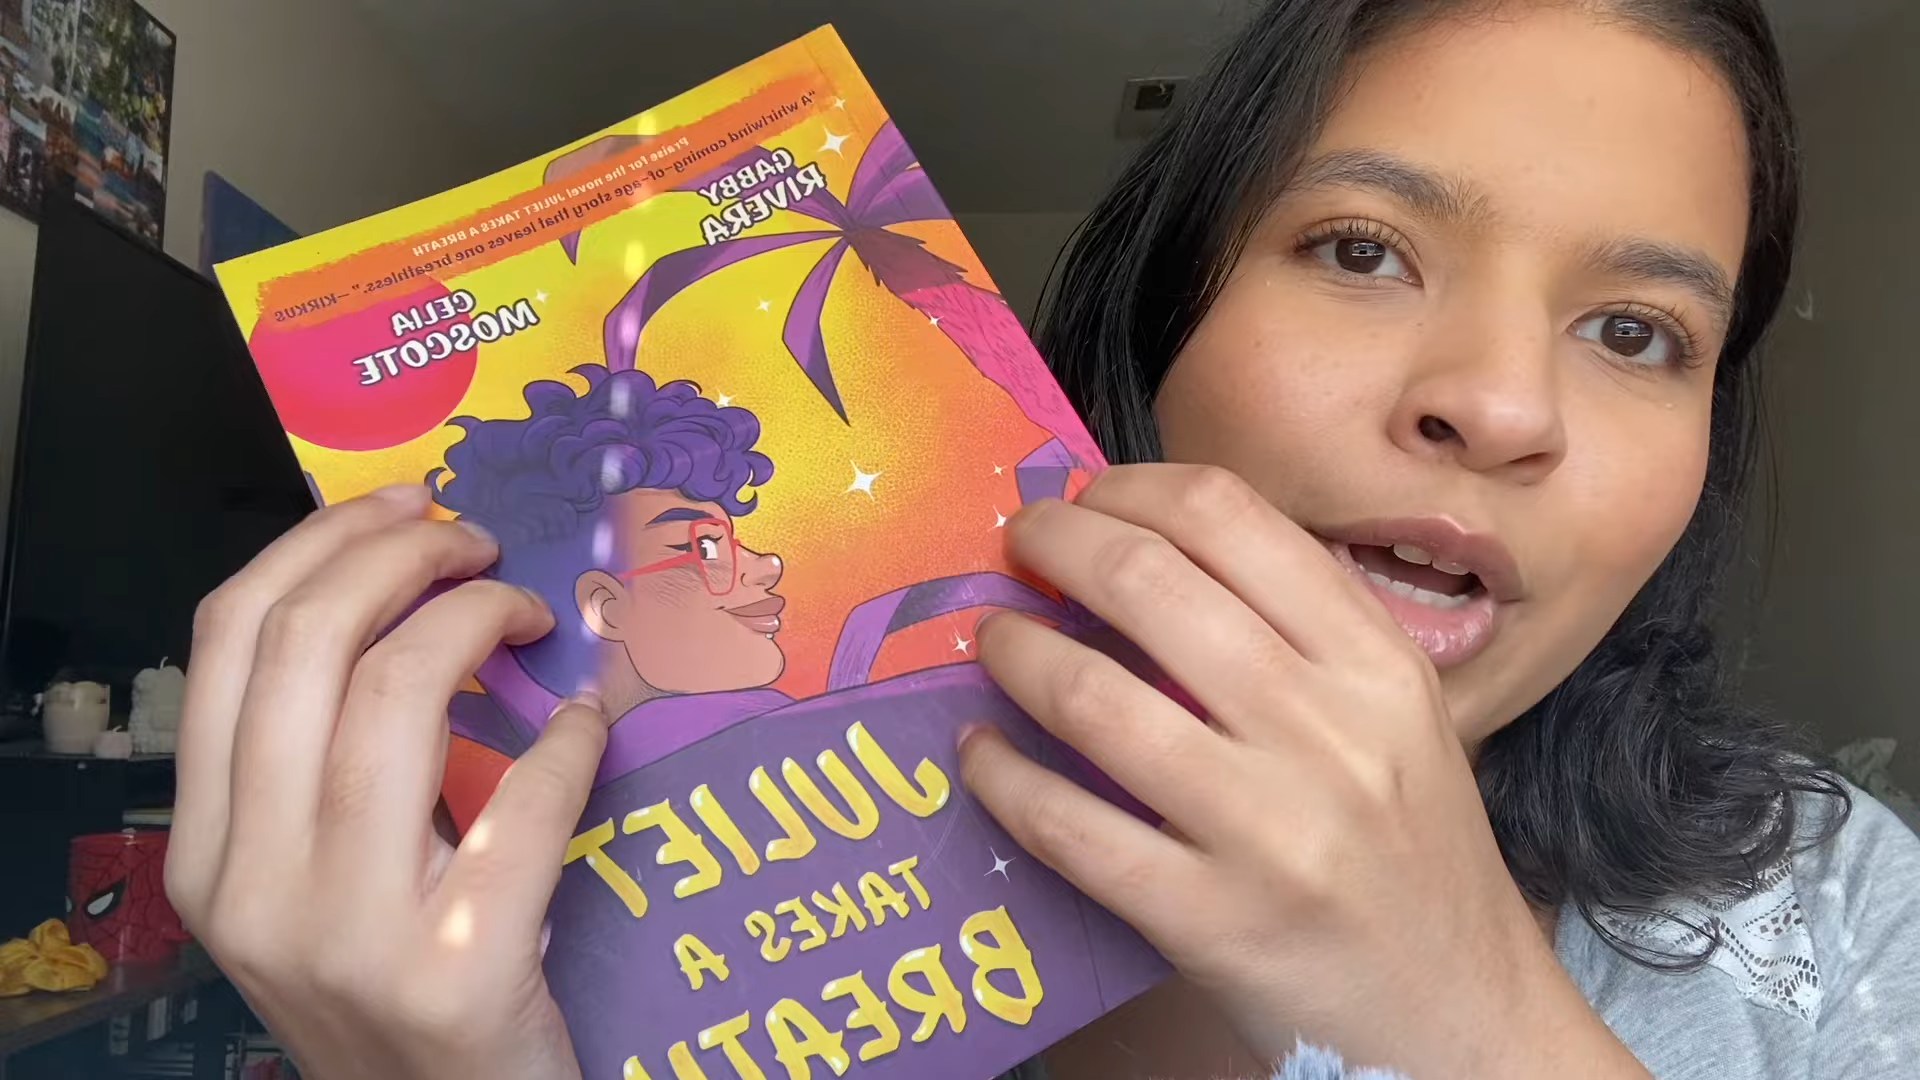 Praise for the novel JULIET TAKES A BREATH
"A whirlwind coming-of-age story that leaves one breathless." —KIRKUS
GABBY
RIVERA
CELIA
MOSCOTE
JULIET
TAKES A
BREATH